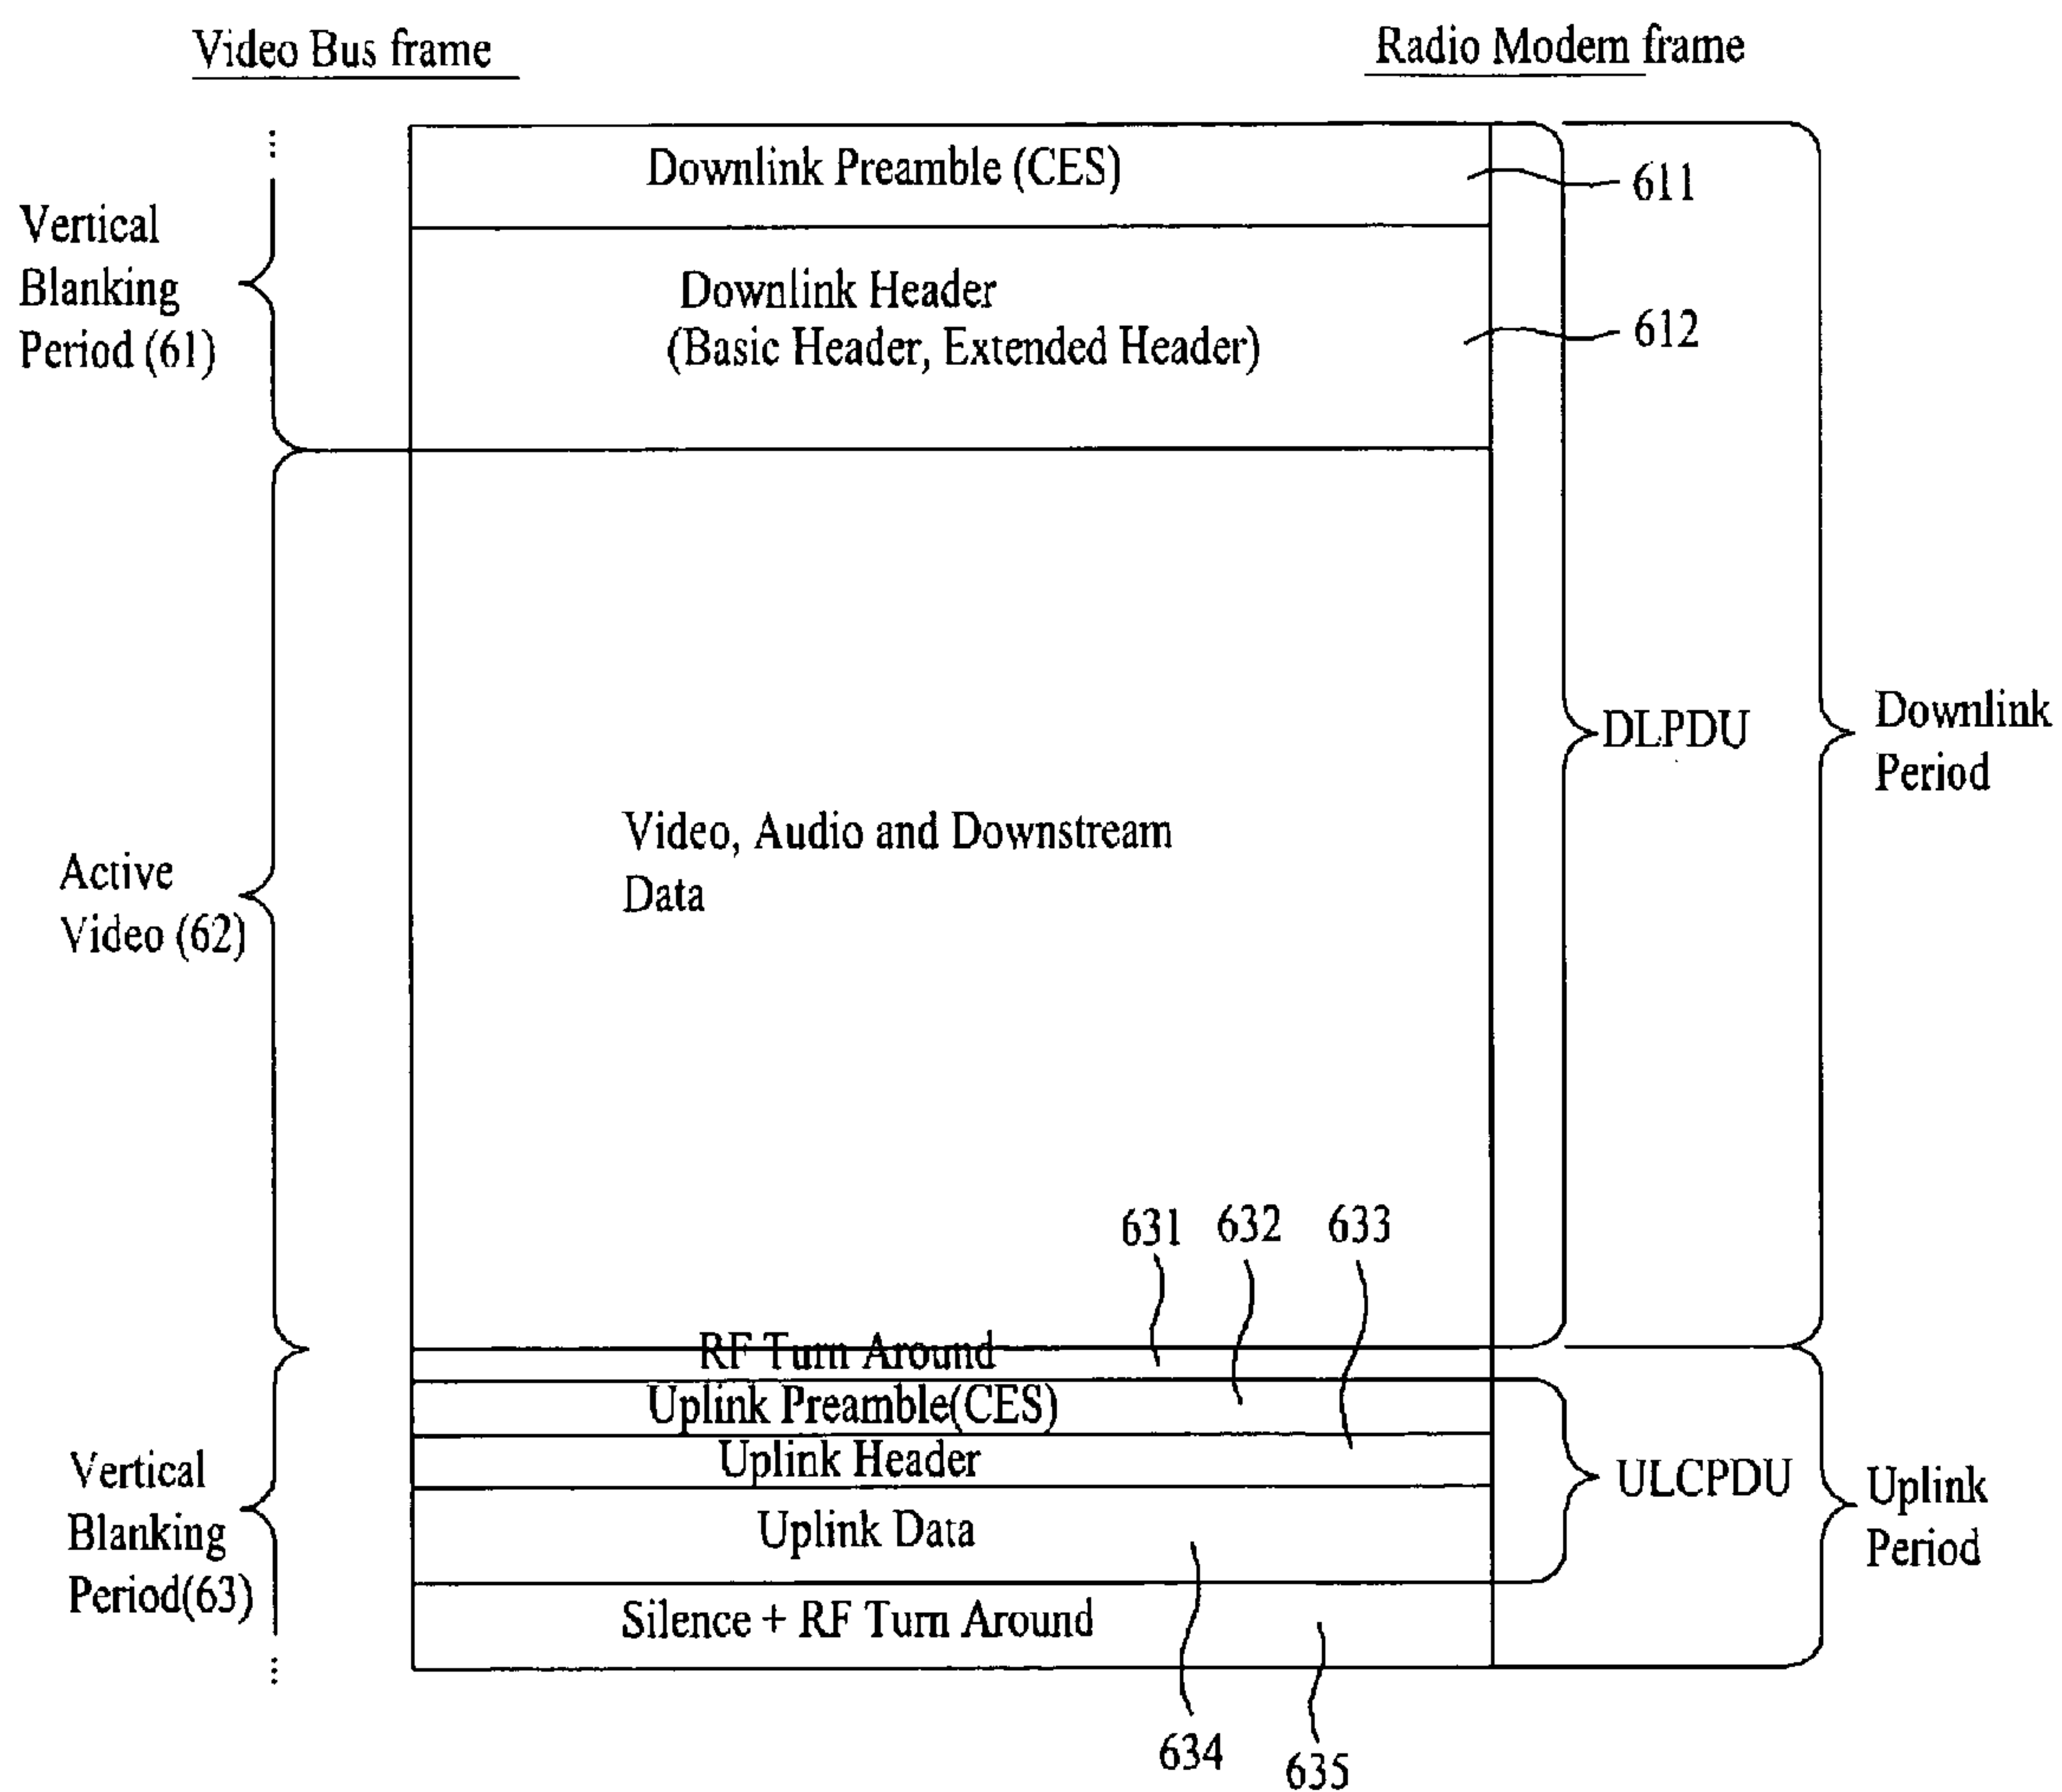 Video Bus frame
Radio Modem frame
⋮
Downlink Preamble (CES)
611
Vertical
Blanking
Period (61)
Downlink Header
(Basic Header, Extended Header)
612
Downlink
Period
DLPDU
Video, Audio and Downstream
Data
Active
Video (62)
631
632
633
RF Turn Around
Uplink Preamble(CES)
Uplink Header
Vertical
Blanking
Period(63)
ULCPDU
Uplink
Period
Uplink Data
Silence + RF Turn Around
⋮
634
635